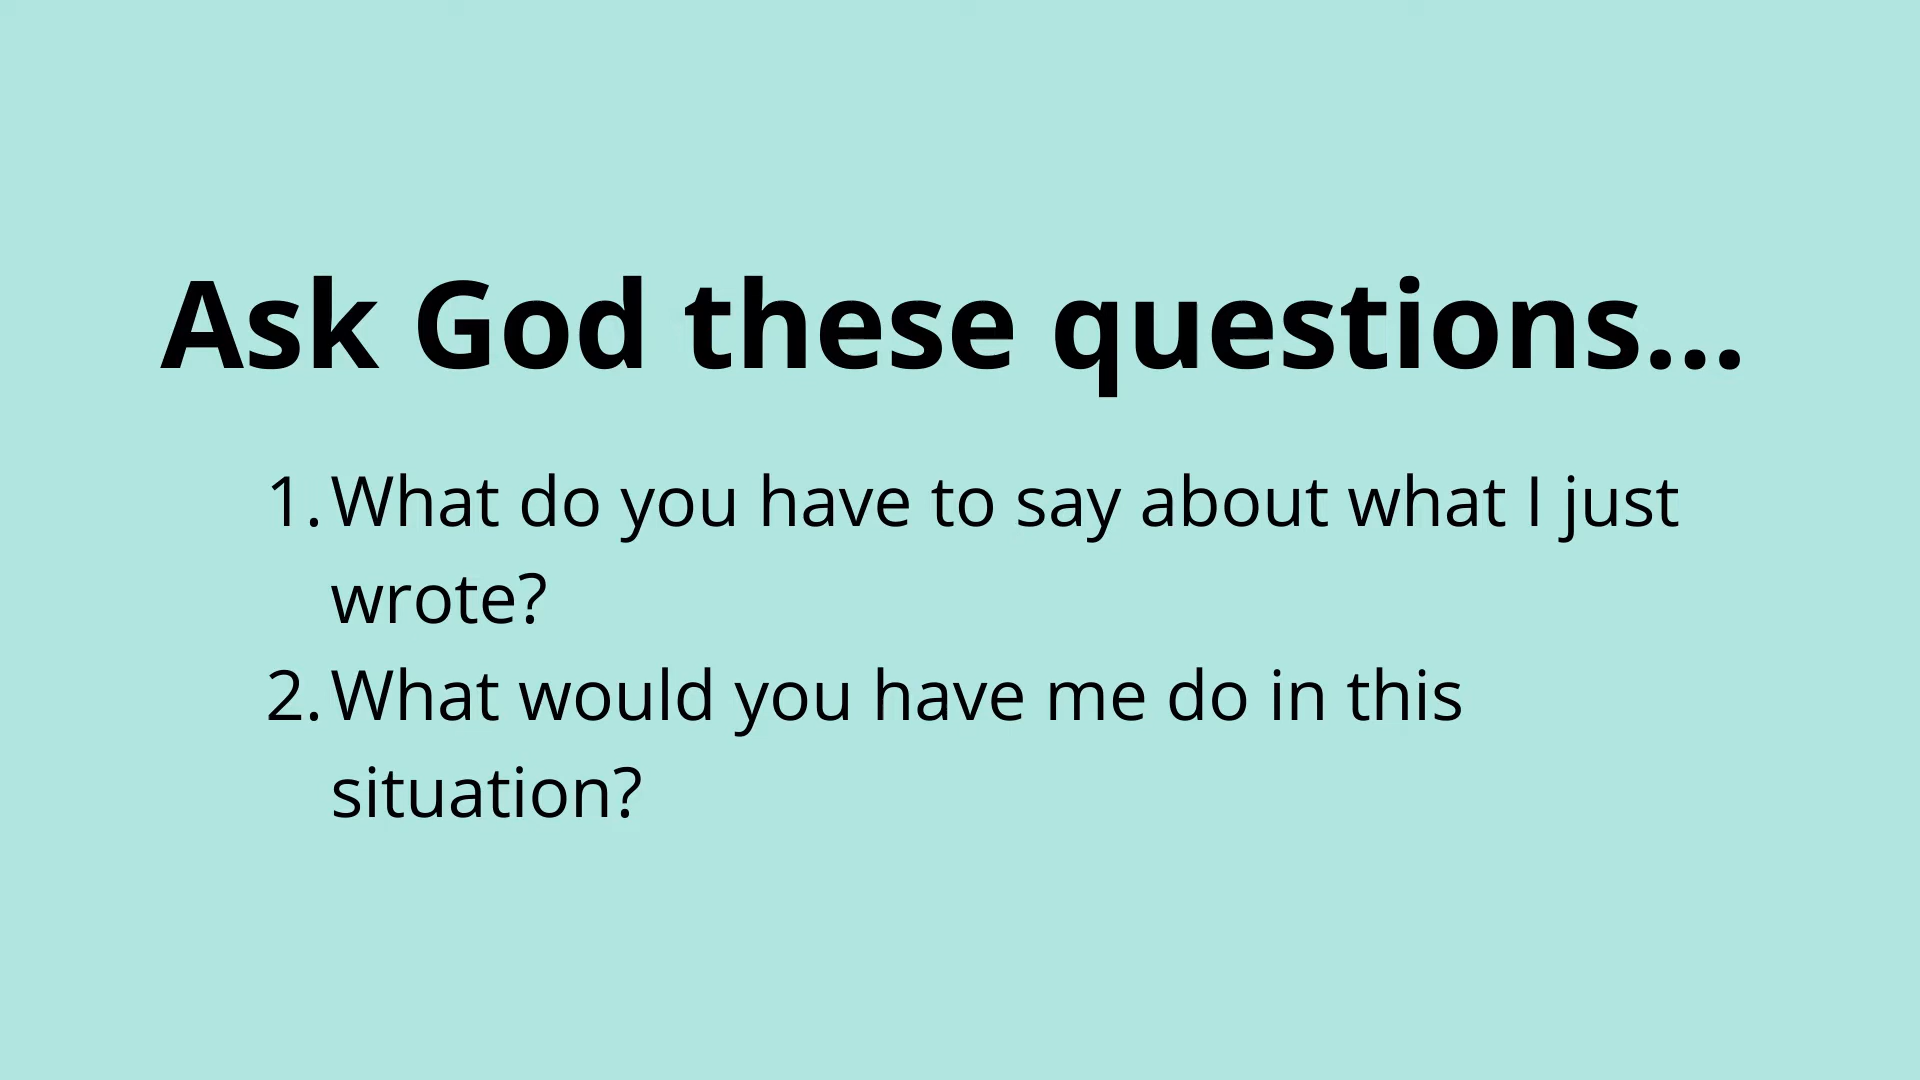 Ask God these questions...
1. What do you have to say about what I just
wrote?
2. What would you have me do in this
situation?